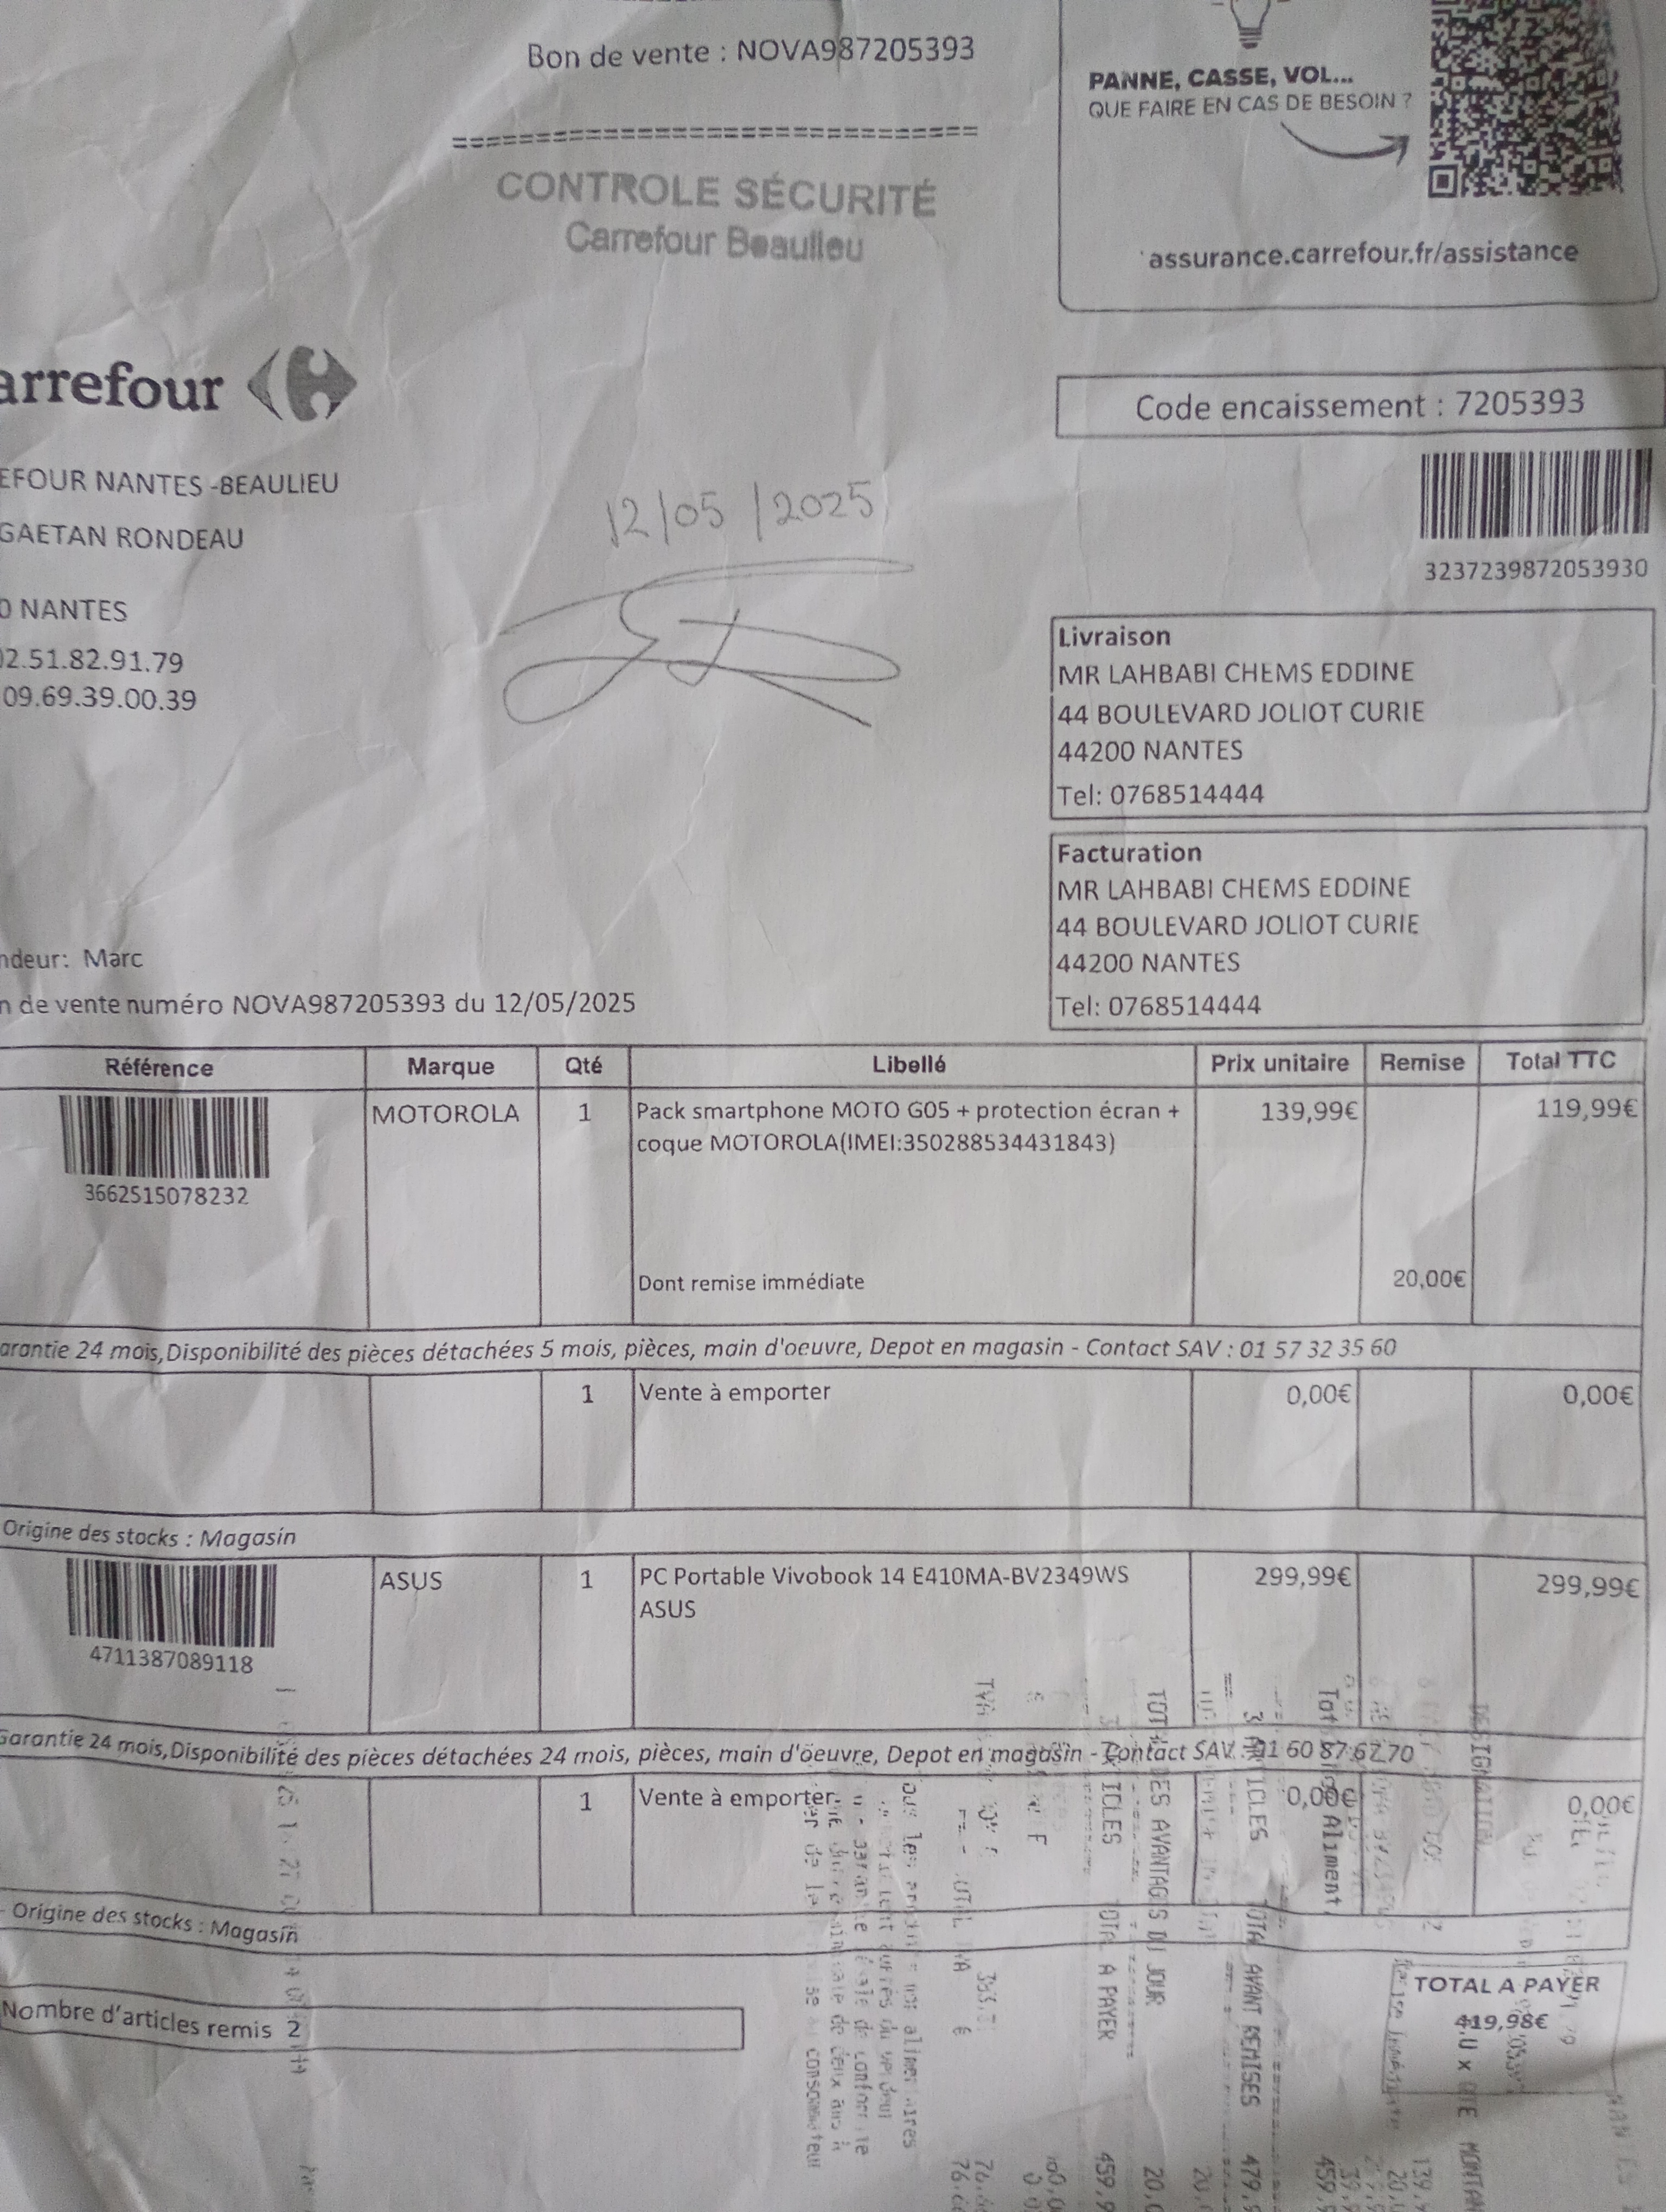 Bon de vente : NOVA987205393
PANNE, CASSE, VOL...
QUE FAIRE EN CAS DE BESOIN ?
==============================
CONTROLE SÉCURITÉ
Carrefour Beaulieu
assurance.carrefour.fr/assistance
arrefour
Code encaissement : 7205393
3237239872053930
EFOUR NANTES -BEAULIEU
GAETAN RONDEAU
0 NANTES
02.51.82.91.79
09.69.39.00.39
12/05/2025
Livraison
MR LAHBABI CHEMS EDDINE
44 BOULEVARD JOLIOT CURIE
44200 NANTES
Tel: 0768514444
Facturation
MR LAHBABI CHEMS EDDINE
44 BOULEVARD JOLIOT CURIE
44200 NANTES
Tel: 0768514444
ndeur: Marc
n de vente numéro NOVA987205393 du 12/05/2025
Référence Marque Qté Libellé Prix unitaire Remise Total TTC
MOTOROLA 1 Pack smartphone MOTO G05 + protection écran + 139,99€ 119,99€
coque MOTOROLA(IMEI:350288534431843)
3662515078232
Dont remise immédiate 20,00€
arantie 24 mois,Disponibilité des pièces détachées 5 mois, pièces, main d'oeuvre, Depot en magasin - Contact SAV : 01 57 32 35 60
1 Vente à emporter 0,00€ 0,00€
Origine des stocks : Magasin
ASUS 1 PC Portable Vivobook 14 E410MA-BV2349WS 299,99€ 299,99€
ASUS
4711387089118
Garantie 24 mois,Disponibilité des pièces détachées 24 mois, pièces, main d'oeuvre, Depot en magasin - Contact SAV : 01 60 87 67 70
1 Vente à emporter 0,00€ 0,00€
- Origine des stocks : Magasin
TOTAL A PAYER
419,98€
Nombre d'articles remis 2
TOTAL AVANT REMISES 479,9
DES AVANTAGES DU JOUR 20,0
TOTAL A PAYER 459,9